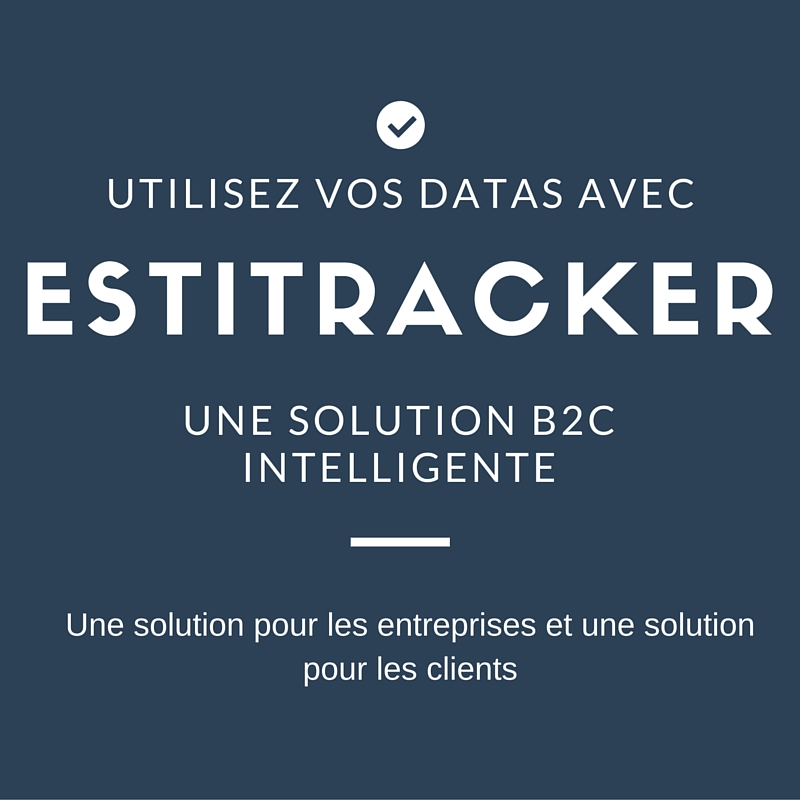 UTILISEZ VOS DATAS AVEC
ESTITRACKER
UNE SOLUTION B2C
INTELLIGENTE
Une solution pour les entreprises et une solution
pour les clients